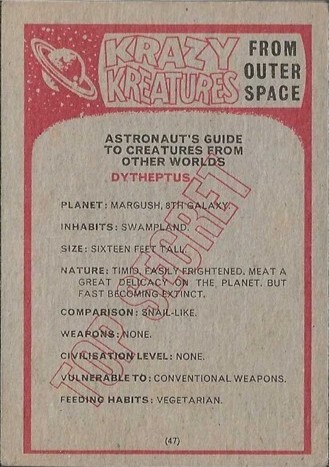 KRAZY
KREATURES
FROM
OUTER
SPACE
ASTRONAUT'S GUIDE
TO CREATURES FROM
OTHER WORLDS
DYTHEPTUS
PLANET: MARGUSH, 8TH GALAXY.
INHABITS: SWAMPLAND.
SIZE: SIXTEEN FEET TALL.
NATURE: TIMID, EASILY FRIGHTENED. MEAT A
GREAT DELICACY ON THE PLANET. BUT
FAST BECOMING EXTINCT.
COMPARISON: SNAIL-LIKE.
WEAPONS: NONE.
CIVILISATION LEVEL: NONE.
VULNERABLE TO: CONVENTIONAL WEAPONS.
FEEDING HABITS: VEGETARIAN.
TOP SECRET
(47)